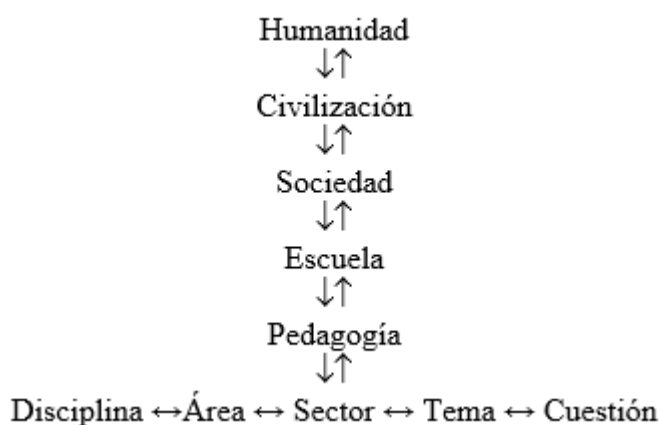 Humanidad
↓↑
Civilización
↓↑
Sociedad
↓↑
Escuela
↓↑
Pedagogía
↓↑
Disciplina ↔Área ↔ Sector ↔ Tema ↔ Cuestión